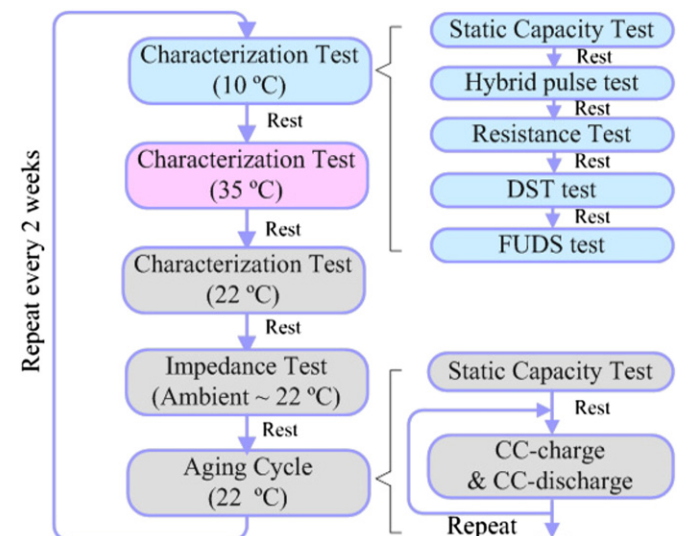 Repeat every 2 weeks
Characterization Test
(10 ºC)
Rest
Characterization Test
(35 ºC)
Rest
Characterization Test
(22 ºC)
Rest
Impedance Test
(Ambient ~ 22 ºC)
Rest
Aging Cycle
(22 ºC)
Static Capacity Test
Rest
Hybrid pulse test
Rest
Resistance Test
Rest
DST test
Rest
FUDS test
Static Capacity Test
Rest
CC-charge
& CC-discharge
Repeat